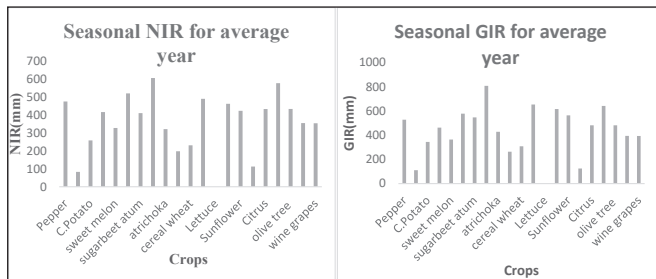 Seasonal NIR for average
year
NIR(mm)
700
600
500
400
300
200
100
0
Pepper
C.Potato
sweet melon
sugarbeet atum
atrichoka
cereal wheat
Lettuce
Sunflower
Citrus
olive tree
wine grapes
Crops
Seasonal GIR for average
year
GIR(mm)
1000
800
600
400
200
0
Pepper
C.Potato
sweet melon
sugarbeet atum
atrichoka
cereal wheat
Lettuce
Sunflower
Citrus
olive tree
wine grapes
Crops